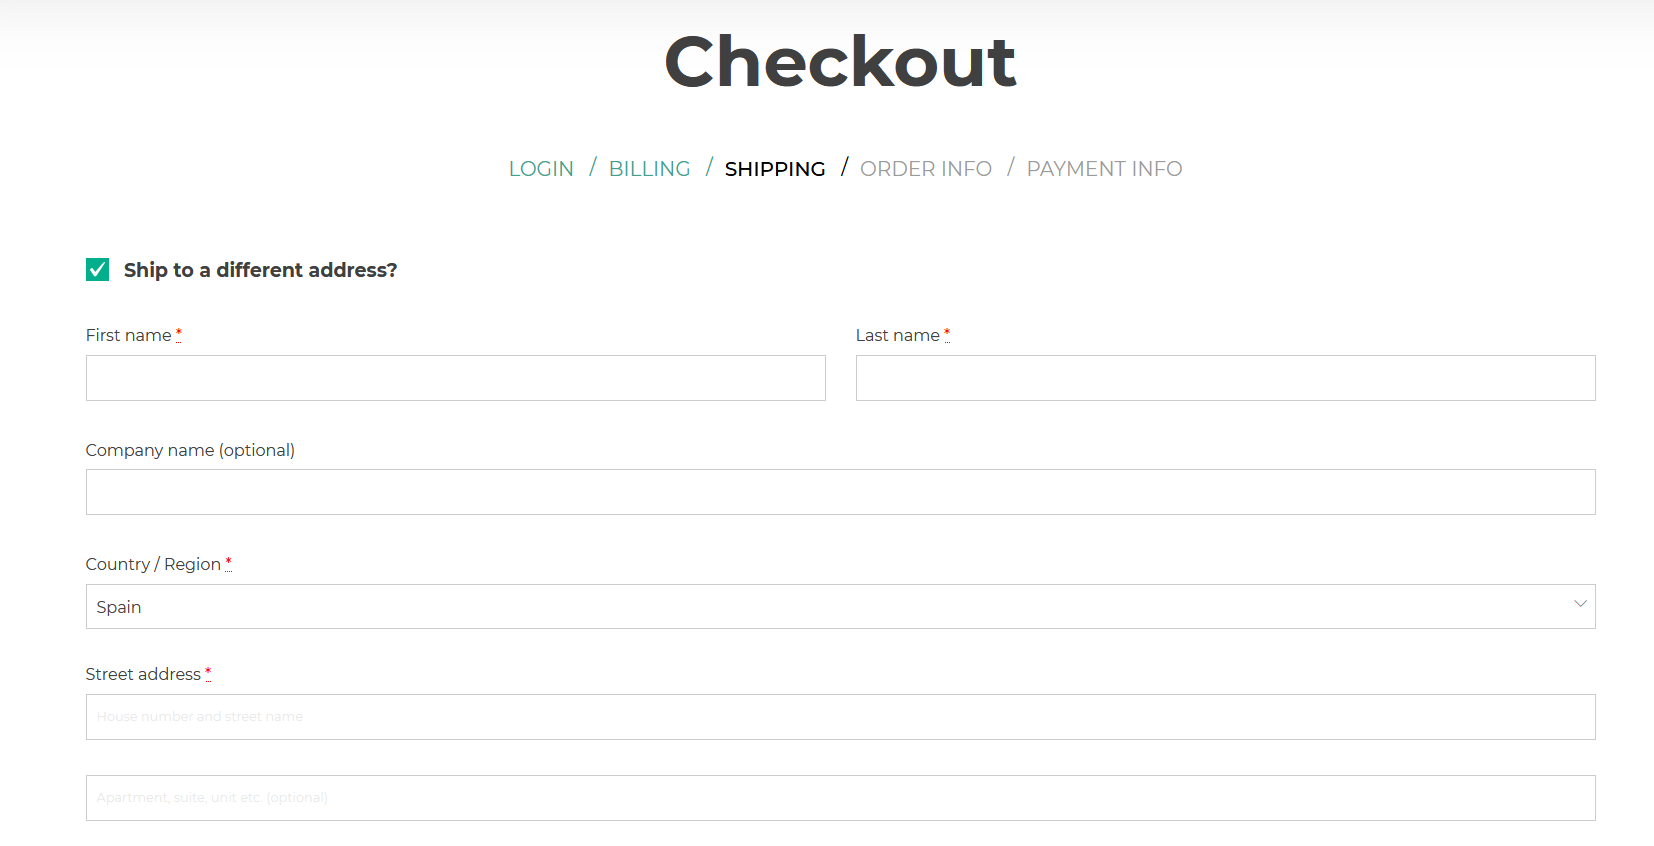 Checkout
LOGIN / BILLING / SHIPPING / ORDER INFO / PAYMENT INFO
Ship to a different address?
First name *
Last name *
Company name (optional)
Country / Region *
Spain
Street address *
House number and street name
Apartment, suite, unit etc. (optional)